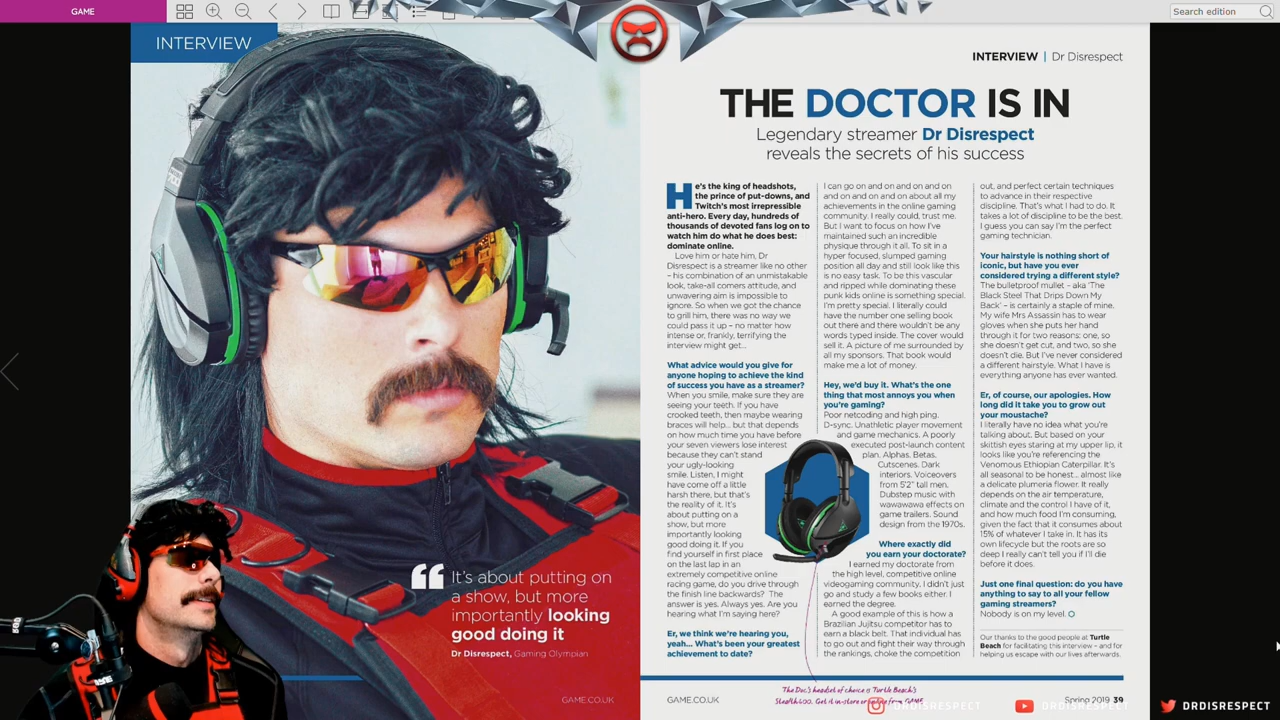 GAME
Search edition
INTERVIEW
INTERVIEW | Dr Disrespect
THE DOCTOR IS IN
Legendary streamer Dr Disrespect
reveals the secrets of his success
He's the king of headshots,
the prince of put-downs, and
Twitch's most irrepressible
anti-hero. Every day, hundreds of
thousands of devoted fans log on to
watch him do what he does best:
dominate online.
Love him or hate him, Dr
Disrespect is a streamer like no other
– his combination of an unmistakable
look, take-all comers attitude, and
unwavering aim is impossible to
ignore. So when we got the chance
to grill him, there was no way we
could pass it up – no matter how
intense or, frankly, terrifying the
interview might get...
What advice would you give for
anyone hoping to achieve the kind
of success you have as a streamer?
When you smile, make sure they are
seeing your teeth. If you have
crooked teeth, then maybe wearing
braces will help... but that depends
on how much time you have before
your seven viewers lose interest
because they can't stand
your ugly-looking
smile. Listen, I might
have come off a little
harsh there, but that's
the reality of it. It's
about putting on a
show, but more
importantly looking
good doing it. If you
find yourself in first place
on the last lap in an
extremely competitive online
racing game, do you drive through
the finish line backwards? The
answer is yes. Always yes. Are you
hearing what I'm saying here?
Er, we think we're hearing you,
yeah... What's been your greatest
achievement to date?
I can go on and on and on and on
and on and on and on about all my
achievements in the online gaming
community. I really could, trust me.
But I want to focus on how I've
maintained such an incredible
physique through it all. To sit in a
hyper focused, slumped gaming
position all day and still look like this
is no easy task. To be this vascular
and ripped while dominating these
punk kids online is something special.
I'm pretty special. I literally could
have the number one selling book
out there and there wouldn't be any
words typed inside. The cover would
sell it. A picture of me surrounded by
all my sponsors. That book would
make me a lot of money.
Hey, we'd buy it. What's the one
thing that most annoys you when
you're gaming?
Poor netcoding and high ping.
D-sync. Unathletic player movement
and game mechanics. A poorly
executed post-launch content
plan. Alphas. Betas.
Cutscenes. Dark
interiors. Voiceovers
from 5'2" tall men.
Dubstep music with
wawawawa effects on
game trailers. Sound
design from the 1970s.
Where exactly did
you earn your doctorate?
I earned my doctorate from
the high level, competitive online
videogaming community. I didn't just
go and study a few books either. I
earned the degree.
A good example of this is how a
Brazilian Jujitsu competitor has to
earn a black belt. That individual has
to go out and fight their way through
the rankings, choke the competition
out, and perfect certain techniques
to advance in their respective
discipline. That's what I had to do. It
takes a lot of discipline to be the best.
I guess you can say I'm the perfect
gaming technician.
Your hairstyle is nothing short of
iconic, but have you ever
considered trying a different style?
The bulletproof mullet – aka 'The
Black Steel That Drips Down My
Back' – is certainly a staple of mine.
My wife Mrs Assassin has to wear
gloves when she puts her hand
through it for two reasons: one, so
she doesn't get cut, and two, so she
doesn't die. But I've never considered
a different hairstyle. What I have is
everything anyone has ever wanted.
Er, of course, our apologies. How
long did it take you to grow out
your moustache?
I literally have no idea what you're
talking about. But based on your
skittish eyes staring at my upper lip, it
looks like you're referencing the
Venomous Ethiopian Caterpillar. It's
all seasonal to be honest... almost like
a delicate plumeria flower. It really
depends on the air temperature,
climate and the control I have of it,
and how much food I'm consuming,
given the fact that it consumes about
15% of whatever I take in. It has its
own lifecycle but the roots are so
deep I really can't tell you if I'll die
before it does.
Just one final question: do you have
anything to say to all your fellow
gaming streamers?
Nobody is on my level.
Our thanks to the good people at Turtle
Beach for facilitating this interview – and for
helping us escape with our lives afterwards.
“It's about putting on
a show, but more
importantly looking
good doing it
Dr Disrespect, Gaming Olympian
GAME.CO.UK
GAME.CO.UK
The Doc's headset of choice is Turtle Beach's
Stealth 600. Get it in-store or online from GAME
Spring 2019 39
DRDISRESPECT
DRDISRESPECT
DRDISRESPECT